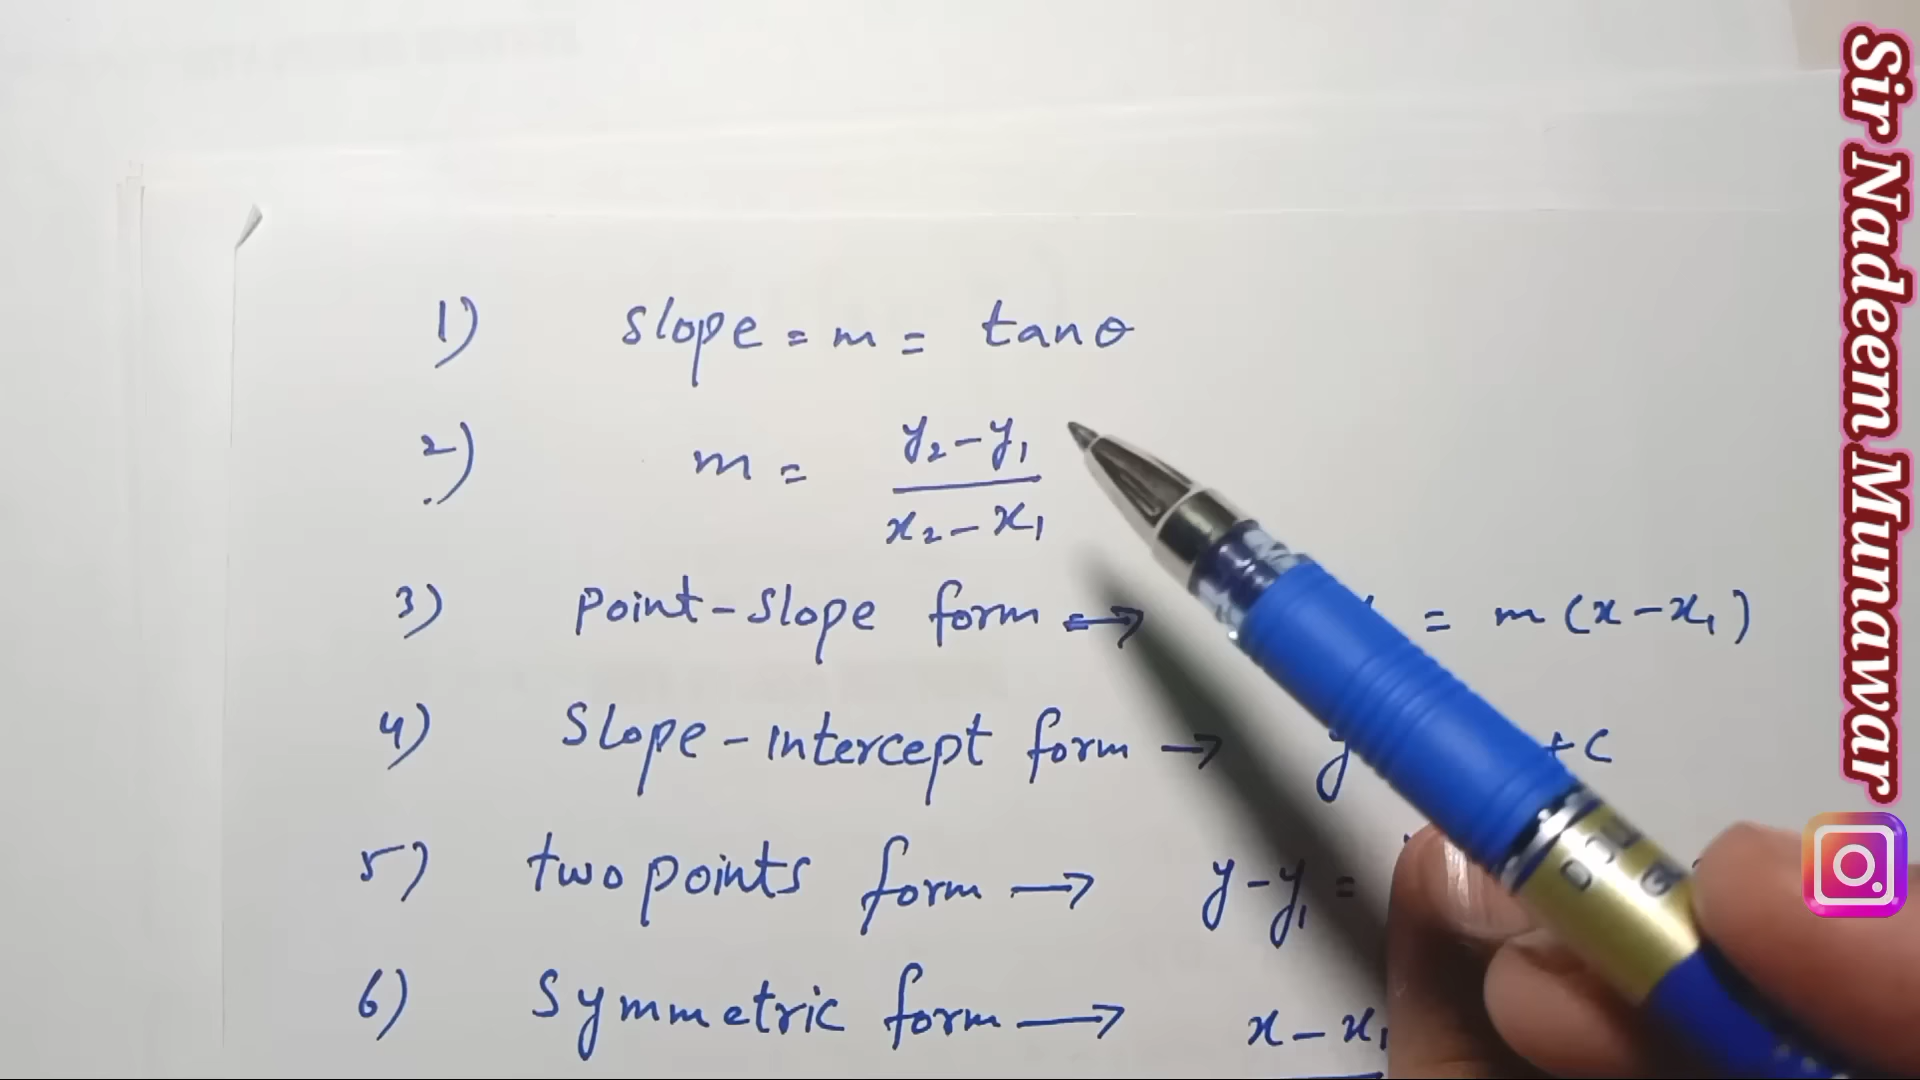 1) slope = m = tanθ
2) m = y₂-y₁ / x₂-x₁
3) Point-slope form → = m(x-x₁)
4) Slope-intercept form → y +c
5) two points form → y-y₁ =
6) Symmetric form → x-x₁
Sir Nadeem Munawar